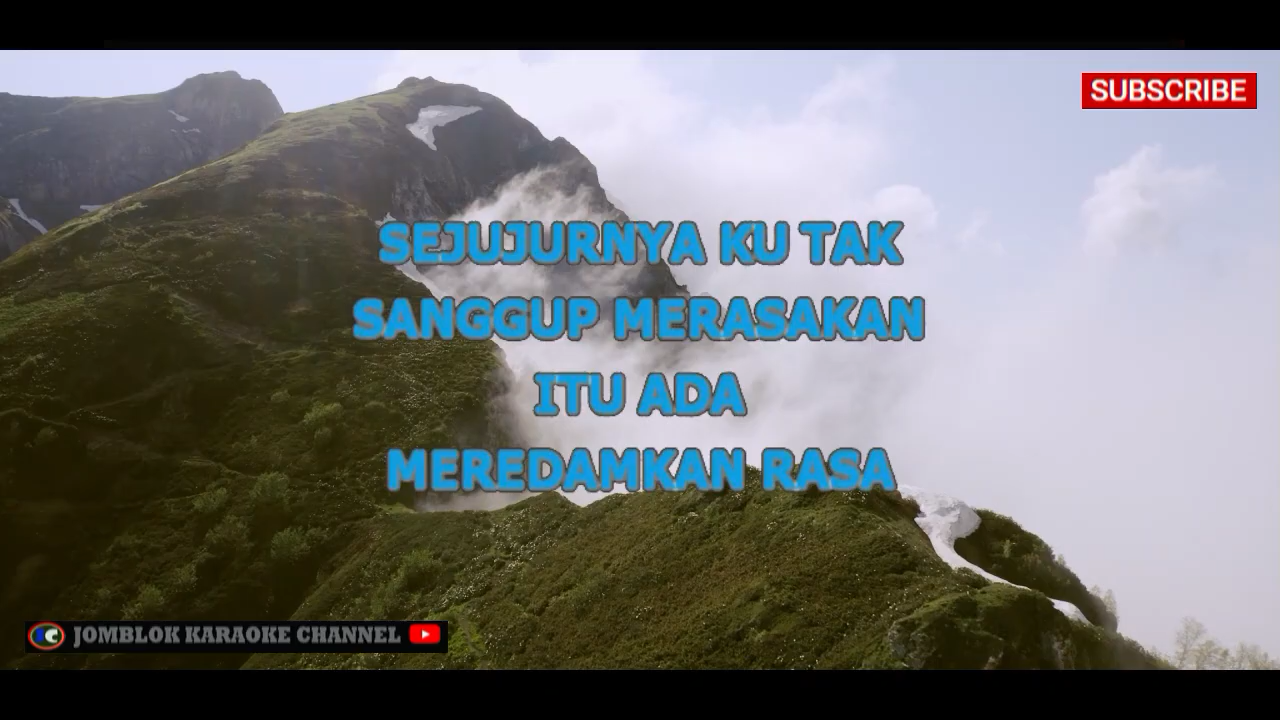 SUBSCRIBE
SEJUJURNYA KU TAK
SANGGUP MERASAKAN
ITU ADA
MEREDAMKAN RASA
JOMBLOK KARAOKE CHANNEL